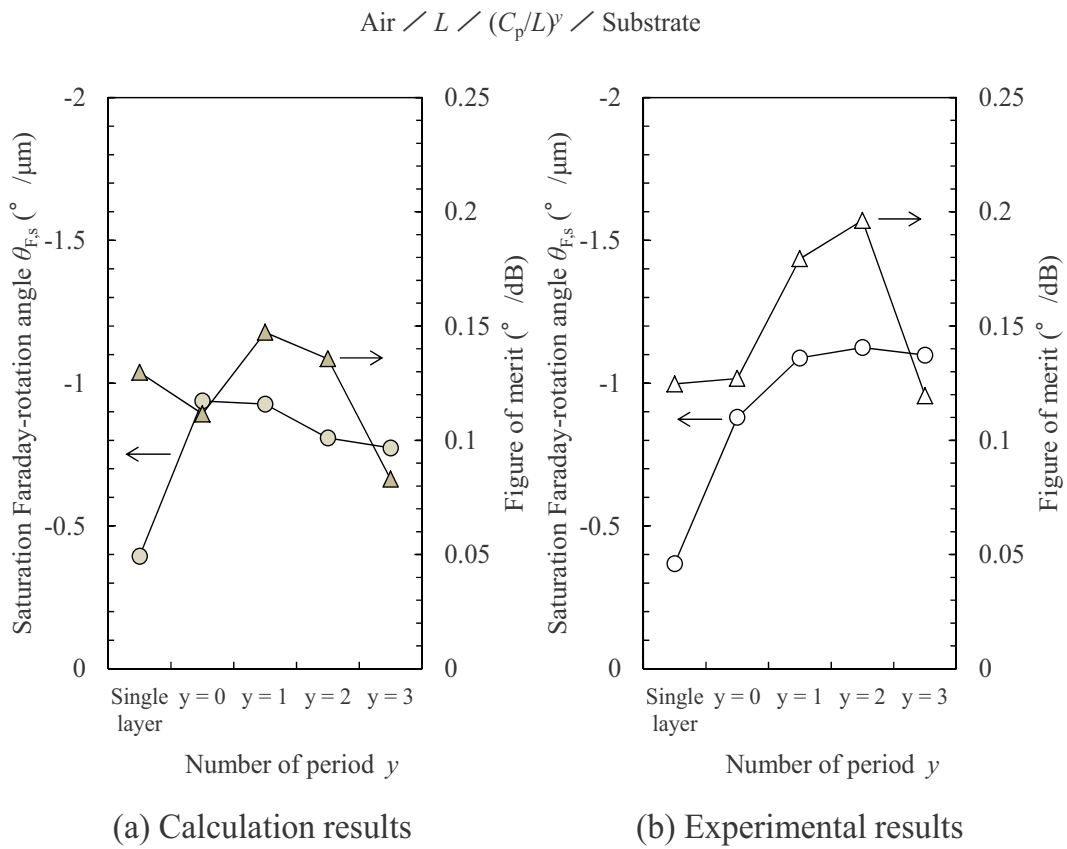 Air ／ L ／ (Cp/L)^y ／ Substrate
Saturation Faraday-rotation angle θF,s (° /μm)
-2
-1.5
-1
-0.5
0
0.25
0.2
0.15
0.1
0.05
0
Figure of merit (° /dB)
Single layer
y = 0
y = 1
y = 2
y = 3
Number of period y
(a) Calculation results
Saturation Faraday-rotation angle θF,s (° /μm)
-2
-1.5
-1
-0.5
0
0.25
0.2
0.15
0.1
0.05
0
Figure of merit (° /dB)
Single layer
y = 0
y = 1
y = 2
y = 3
Number of period y
(b) Experimental results